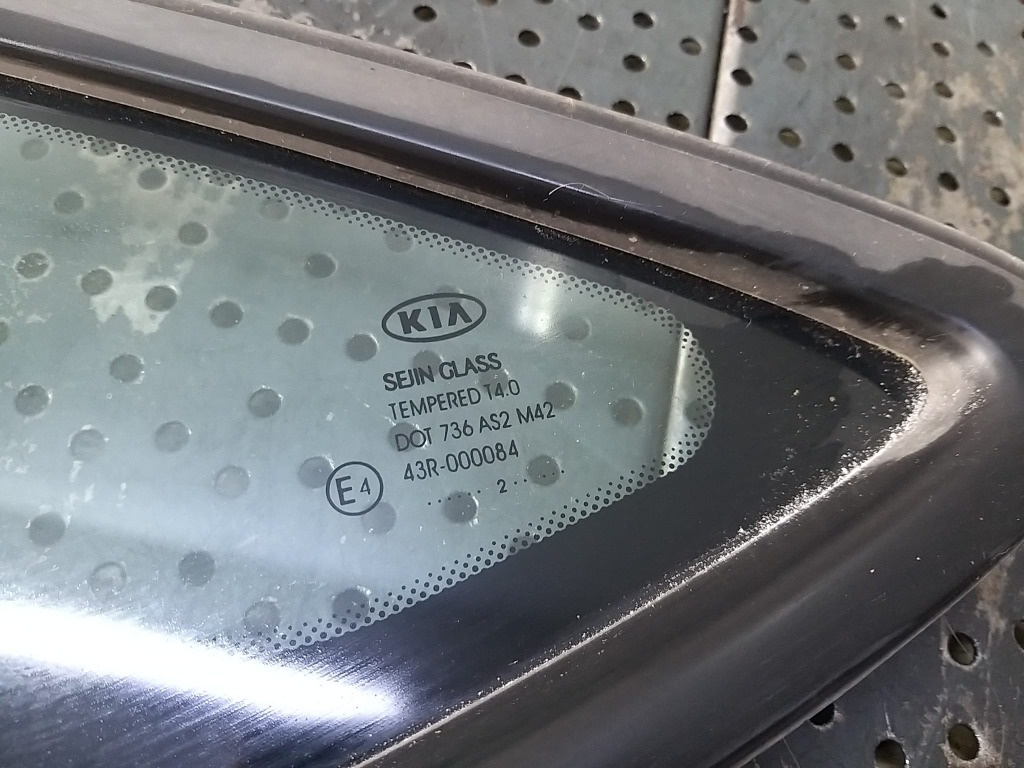 KIA
SEJIN GLASS
TEMPERED T4.0
DOT 736 AS2 M42
43R-000084
E4
. 2 . . .